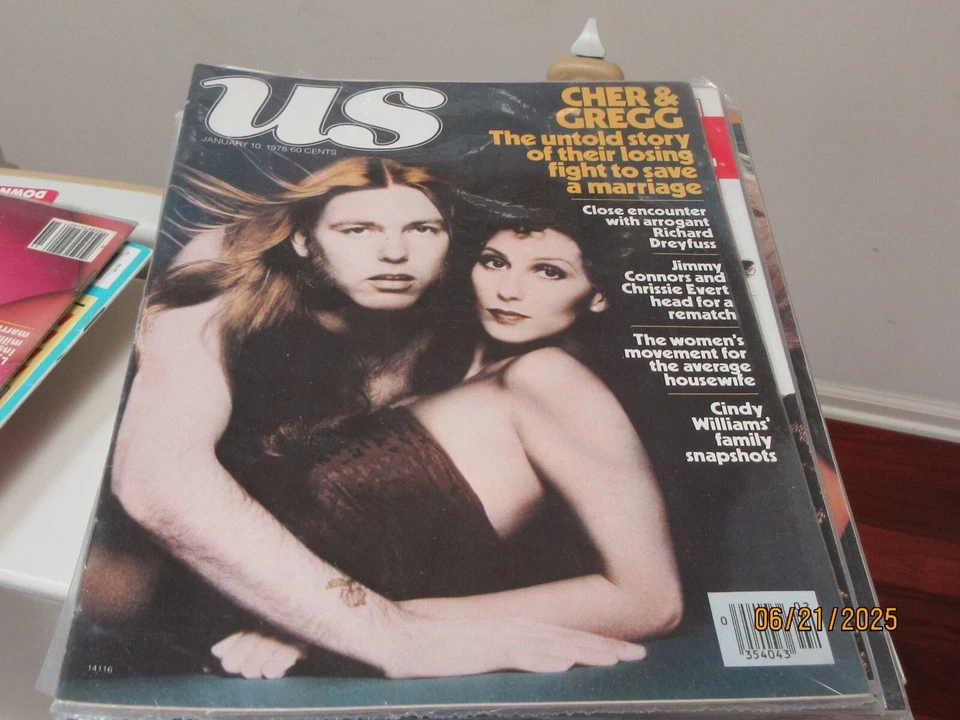 us
JANUARY 10, 1978/60 CENTS
CHER &
GREGG
The untold story
of their losing
fight to save
a marriage
Close encounter
with arrogant
Richard
Dreyfuss
Jimmy
Connors and
Chrissie Evert
head for a
rematch
The women's
movement for
the average
housewife
Cindy
Williams'
family
snapshots
14116
0
354043
06/21/2025
DOWN